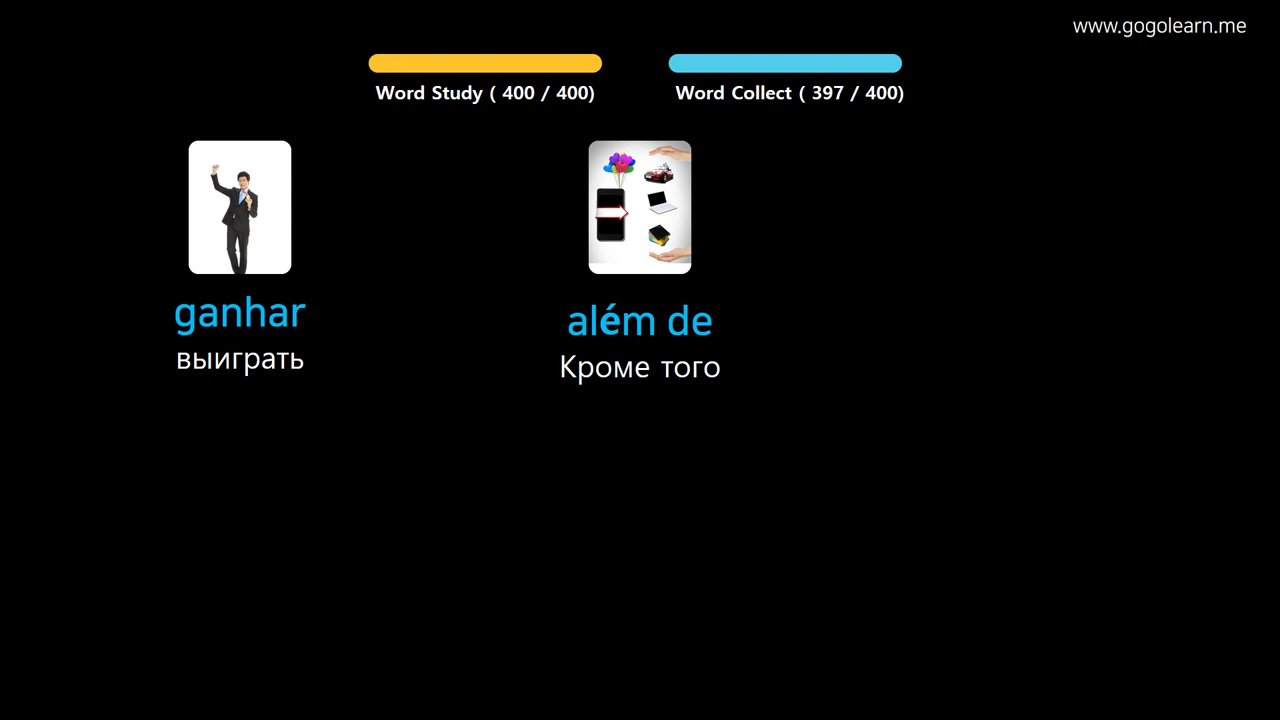 www.gogolearn.me
Word Study ( 400 / 400)
Word Collect ( 397 / 400)
ganhar
выиграть
além de
Кроме того